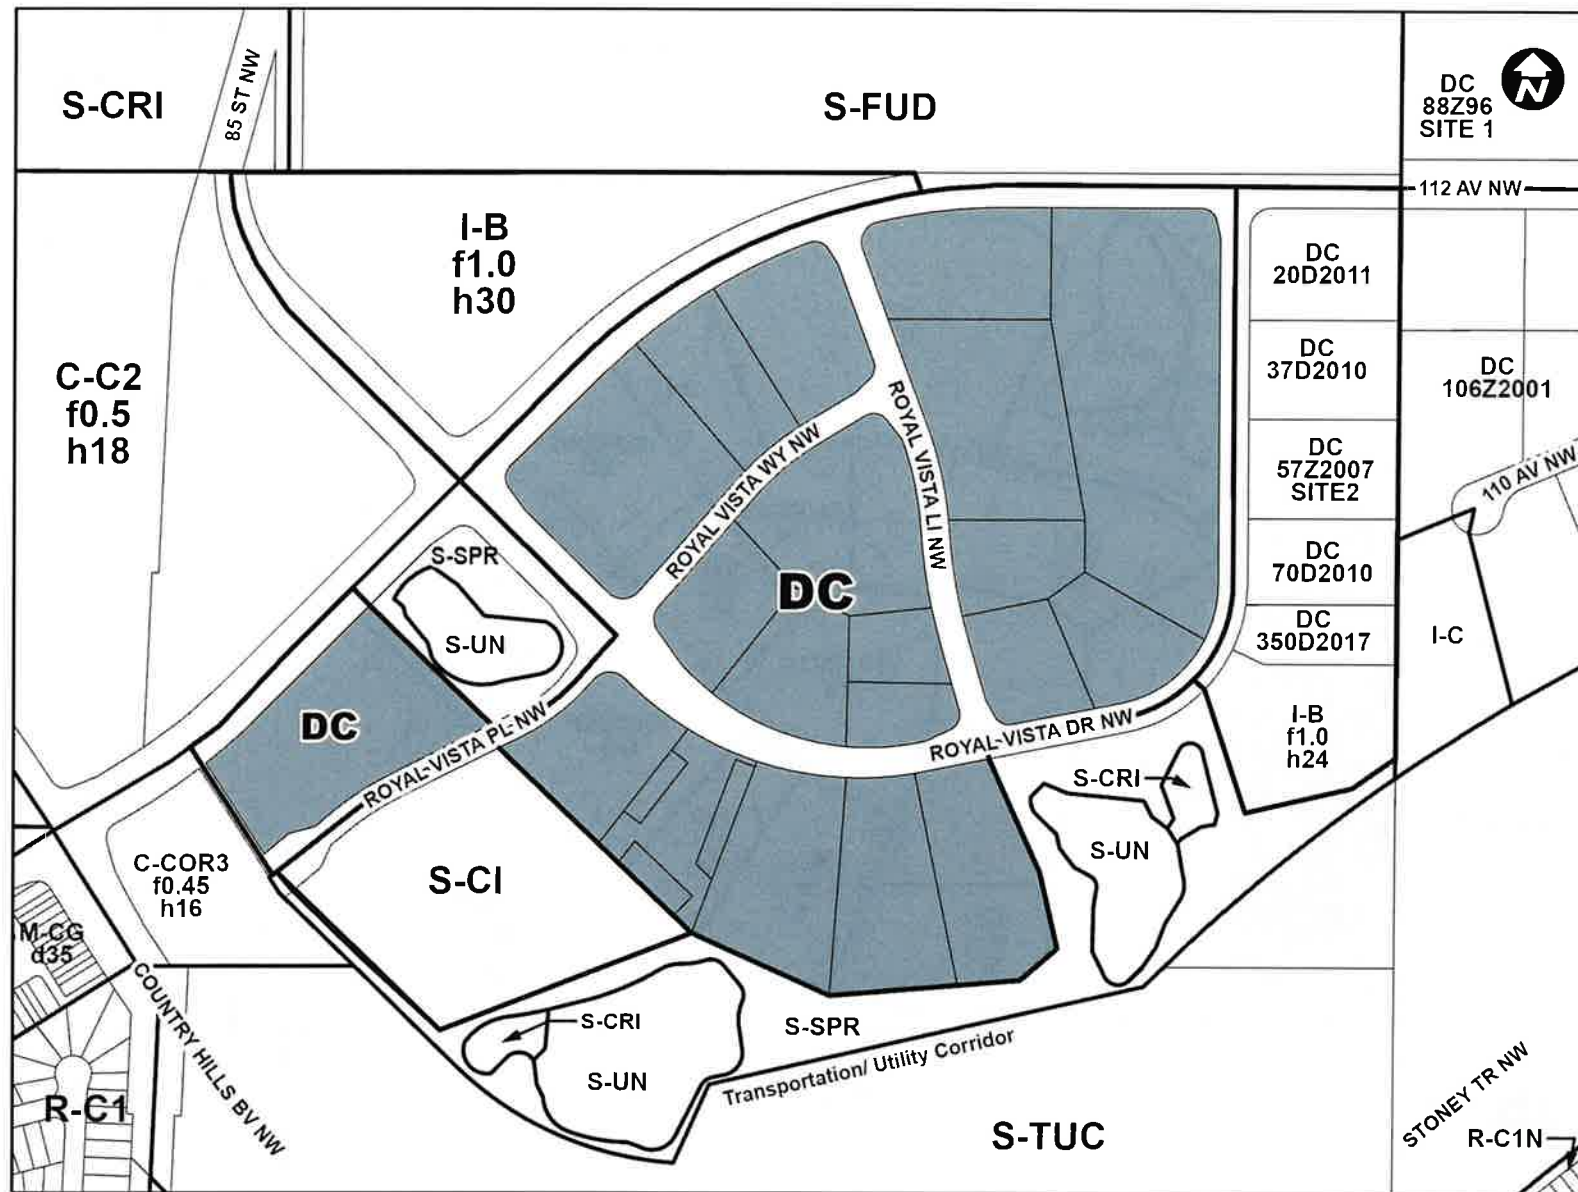 S-CRI
85 ST NW
S-FUD
DC
88Z96
SITE 1
N
112 AV NW
I-B
f1.0
h30
DC
20D2011
C-C2
f0.5
h18
DC
37D2010
DC
106Z2001
ROYAL VISTA WY NW
ROYAL VISTA LI NW
DC
57Z2007
SITE2
110 AV NW
S-SPR
S-UN
DC
DC
70D2010
DC
350D2017
I-C
DC
ROYAL-VISTA PL-NW
ROYAL-VISTA DR NW
I-B
f1.0
h24
S-CRI
S-UN
C-COR3
f0.45
h16
S-CI
M-CG
d35
COUNTRY HILLS BV NW
S-CRI
S-SPR
S-UN
Transportation/ Utility Corridor
R-C1
S-TUC
STONEY TR NW
R-C1N